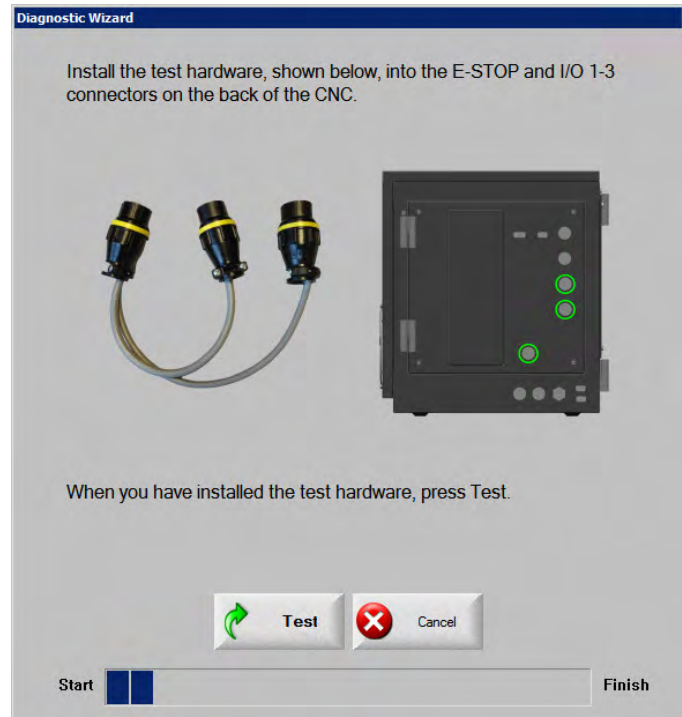 Diagnostic Wizard
Install the test hardware, shown below, into the E-STOP and I/O 1-3
connectors on the back of the CNC.
When you have installed the test hardware, press Test.
Test
Cancel
Start
Finish